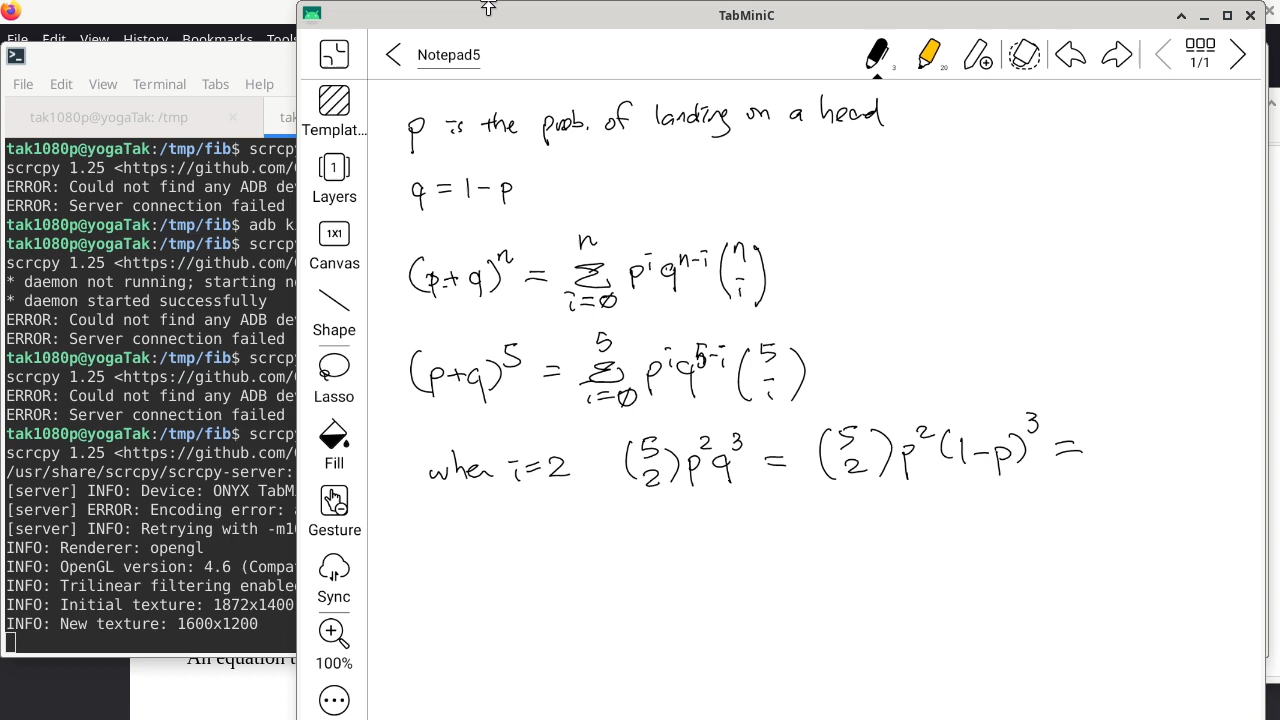 TabMiniC
File Edit View History Bookmarks Tools
Notepad5
3
20
1/1
File Edit View Terminal Tabs Help
tak1080p@yogaTak: /tmp
tak
tak1080p@yogaTak:/tmp/fib$ scrcpy
scrcpy 1.25 <https://github.com/
ERROR: Could not find any ADB dev
ERROR: Server connection failed
tak1080p@yogaTak:/tmp/fib$ adb k
tak1080p@yogaTak:/tmp/fib$ scrcpy
scrcpy 1.25 <https://github.com/
* daemon not running; starting n
* daemon started successfully
ERROR: Could not find any ADB dev
ERROR: Server connection failed
tak1080p@yogaTak:/tmp/fib$ scrcpy
scrcpy 1.25 <https://github.com/
ERROR: Could not find any ADB dev
ERROR: Server connection failed
tak1080p@yogaTak:/tmp/fib$ scrcpy
scrcpy 1.25 <https://github.com/
/usr/share/scrcpy/scrcpy-server:
[server] INFO: Device: ONYX TabM
[server] ERROR: Encoding error:
[server] INFO: Retrying with -m1
INFO: Renderer: opengl
INFO: OpenGL version: 4.6 (Compa
INFO: Trilinear filtering enable
INFO: Initial texture: 1872x1400
INFO: New texture: 1600x1200
An equation t
Templat...
1
Layers
1X1
Canvas
Shape
Lasso
Fill
Gesture
Sync
100%
p is the prob. of landing on a head
q = 1 - p
(p+q)^n = Σ_{i=0}^{n} p^i q^{n-i} (n i)
(p+q)^5 = Σ_{i=0}^{5} p^i q^{5-i} (5 i)
when i=2 (5 2) p^2 q^3 = (5 2) p^2 (1-p)^3 =